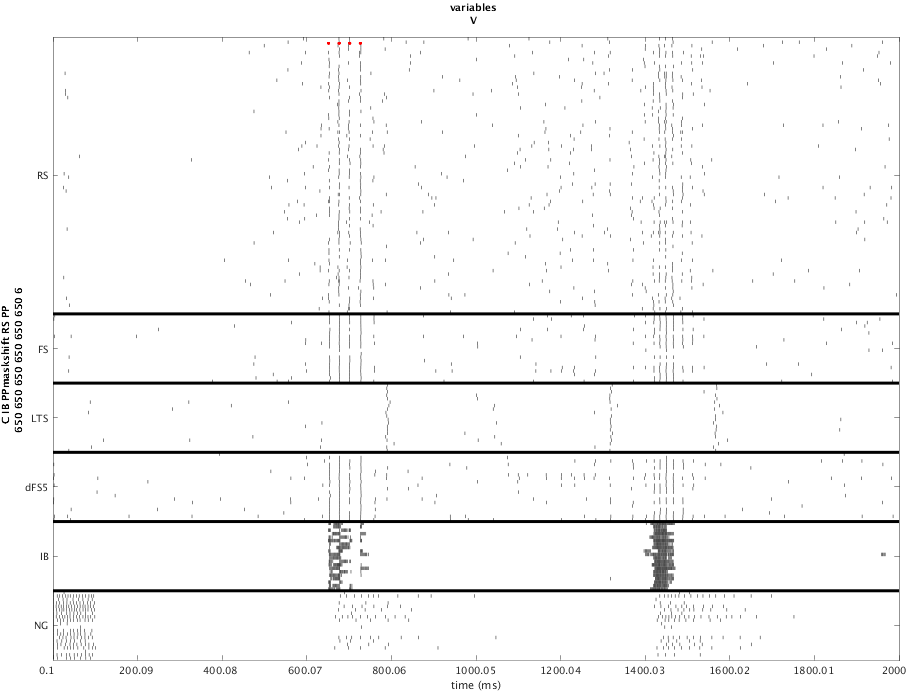 variables
V
RS
FS
LTS
dFS5
IB
NG
C IB PPmaskshift RS PP
650 650 650 650 650 650 6
0.1 200.09 400.08 600.07 800.06 1000.05 1200.04 1400.03 1600.02 1800.01 2000
time (ms)